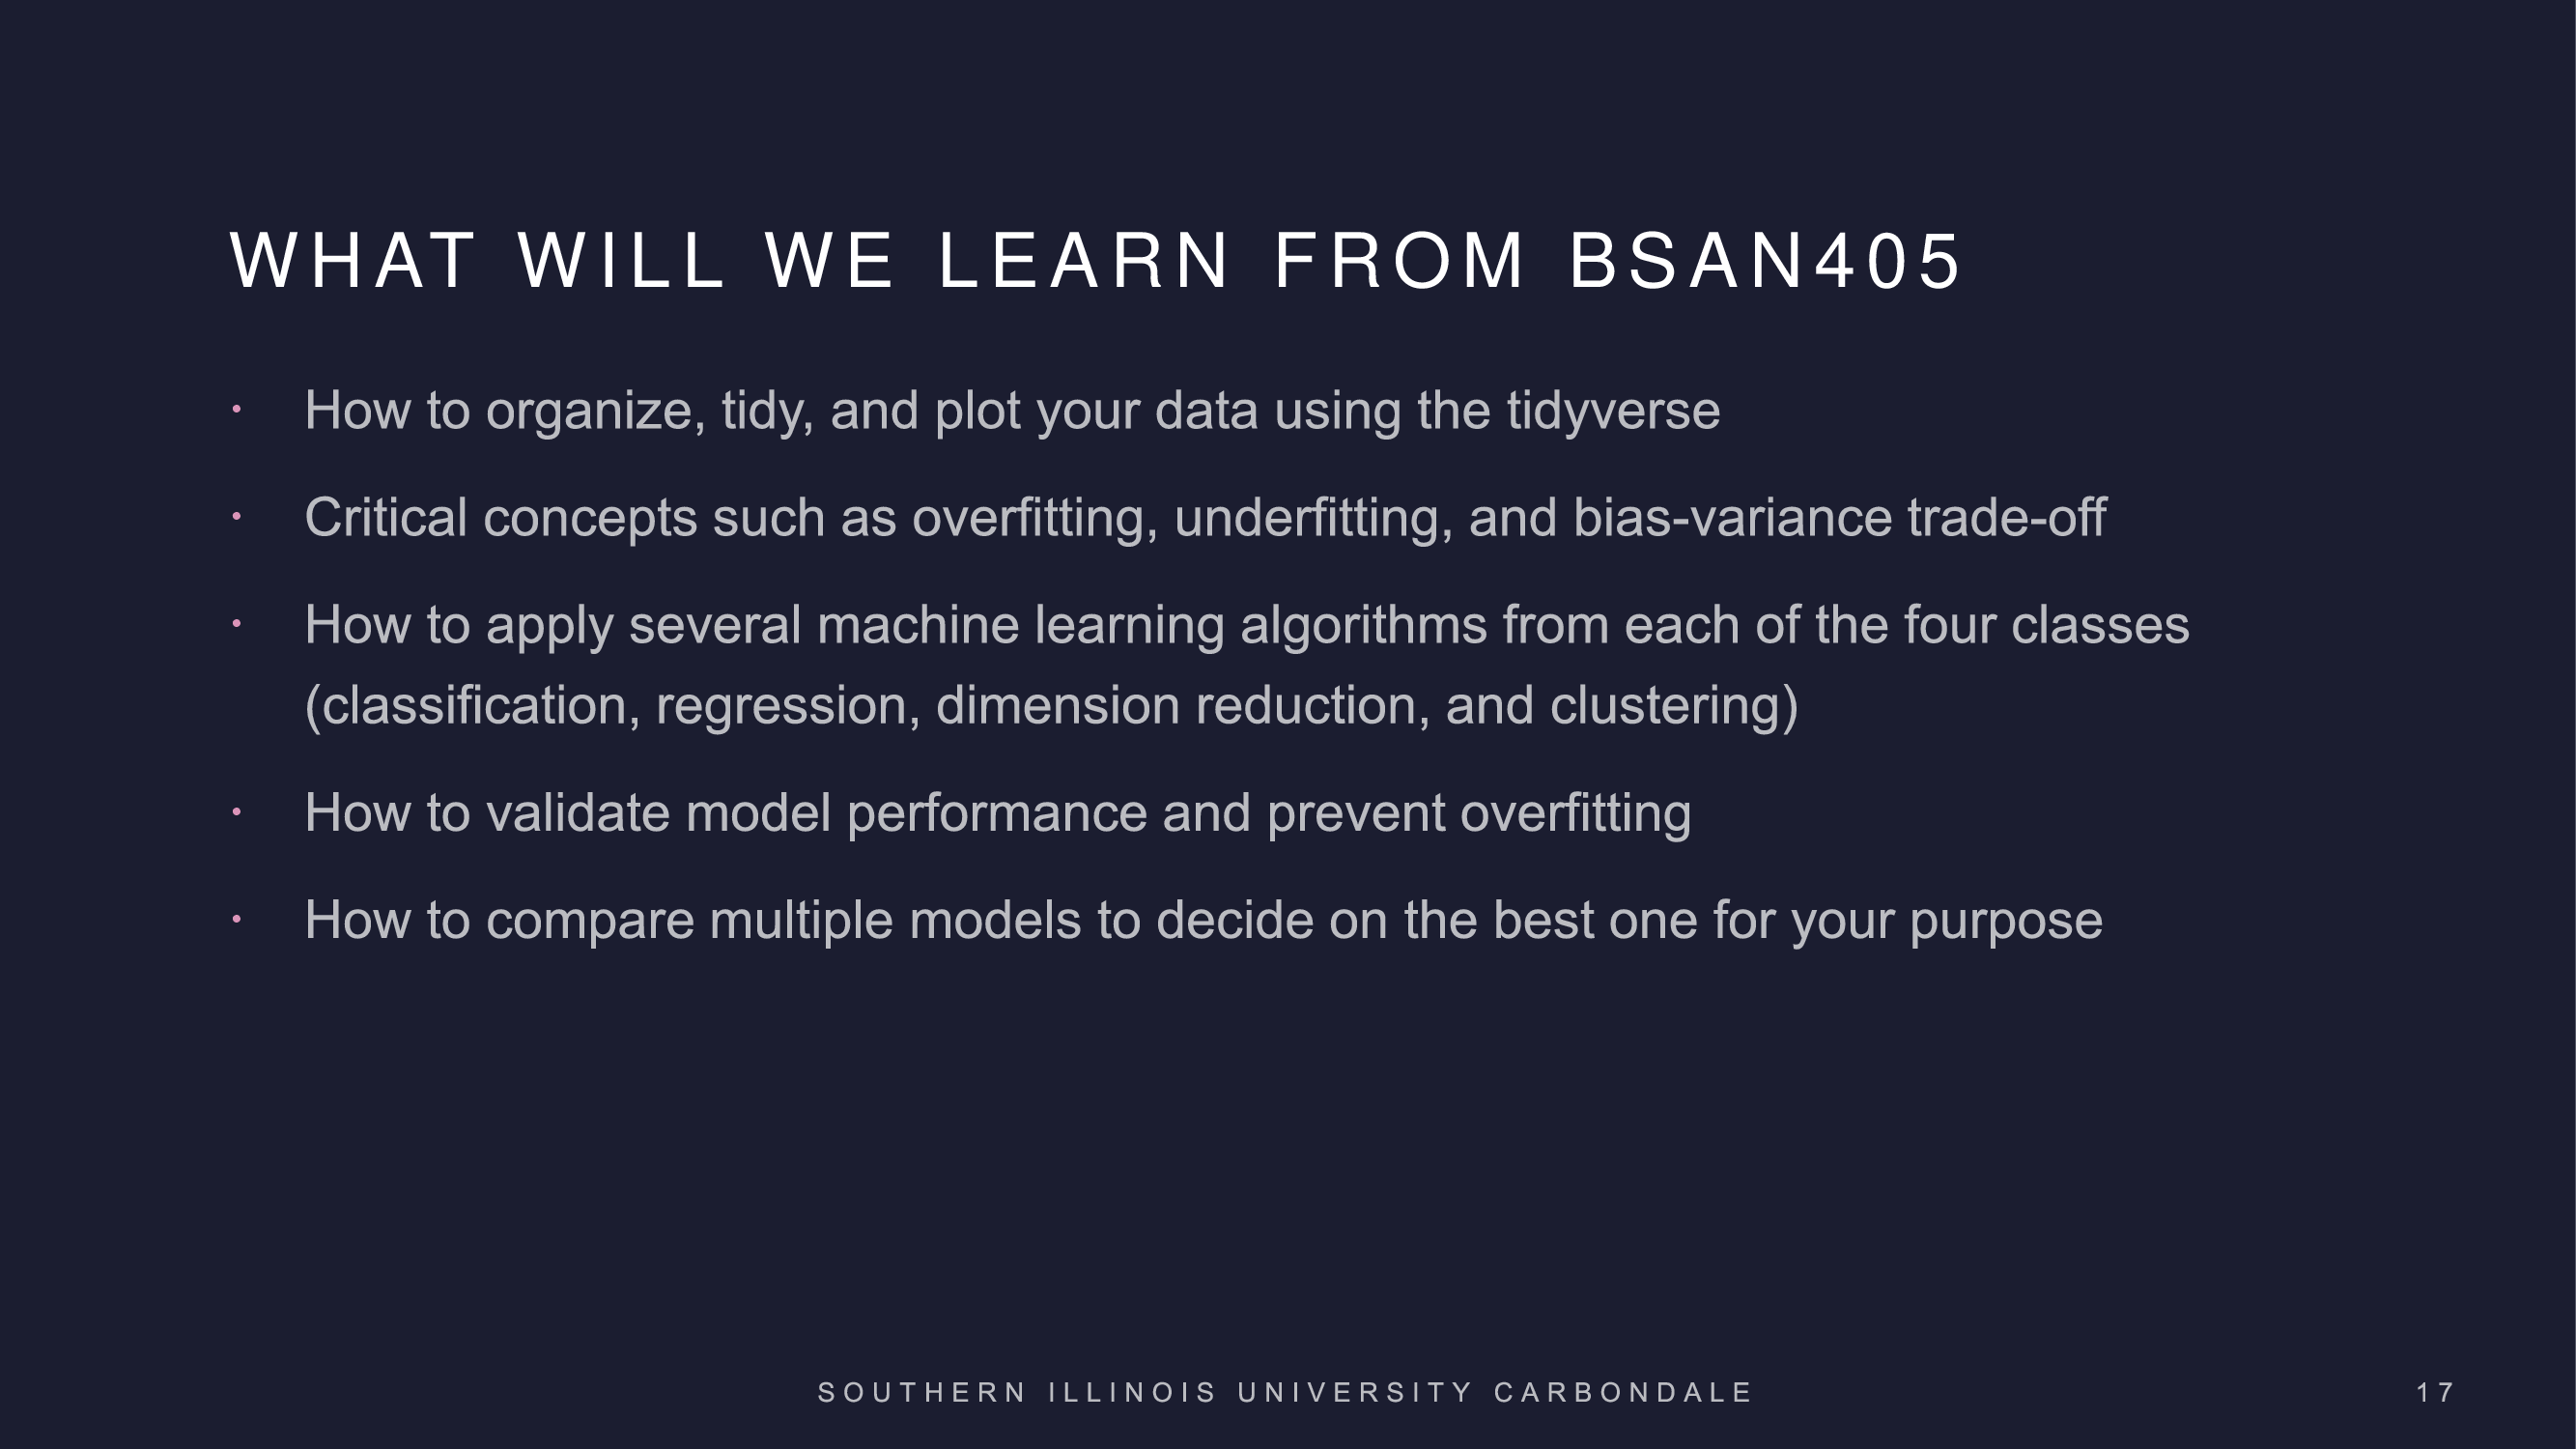 WHAT WILL WE LEARN FROM BSAN405
· How to organize, tidy, and plot your data using the tidyverse
· Critical concepts such as overfitting, underfitting, and bias-variance trade-off
· How to apply several machine learning algorithms from each of the four classes
(classification, regression, dimension reduction, and clustering)
· How to validate model performance and prevent overfitting
· How to compare multiple models to decide on the best one for your purpose
SOUTHERN ILLINOIS UNIVERSITY CARBONDALE
17